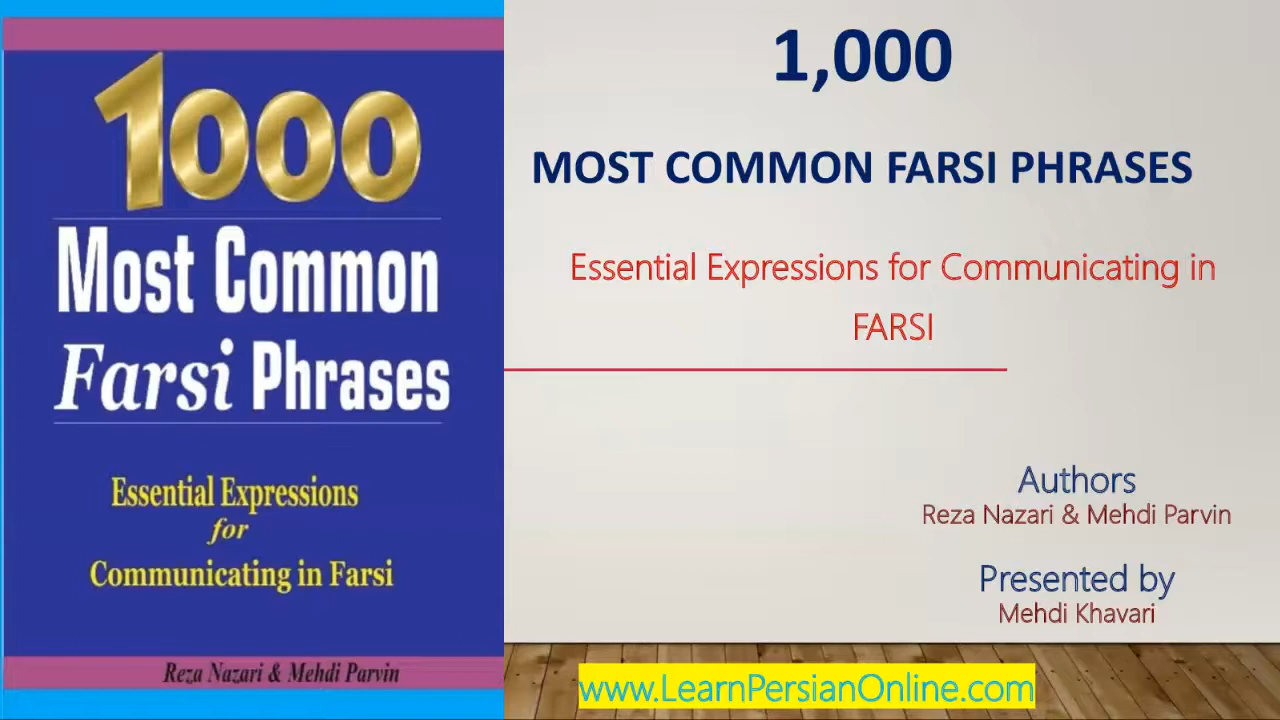 1000
Most Common
Farsi Phrases
Essential Expressions
for
Communicating in Farsi
Reza Nazari & Mehdi Parvin
1,000
MOST COMMON FARSI PHRASES
Essential Expressions for Communicating in
FARSI
Authors
Reza Nazari & Mehdi Parvin
Presented by
Mehdi Khavari
www.LearnPersianOnline.com